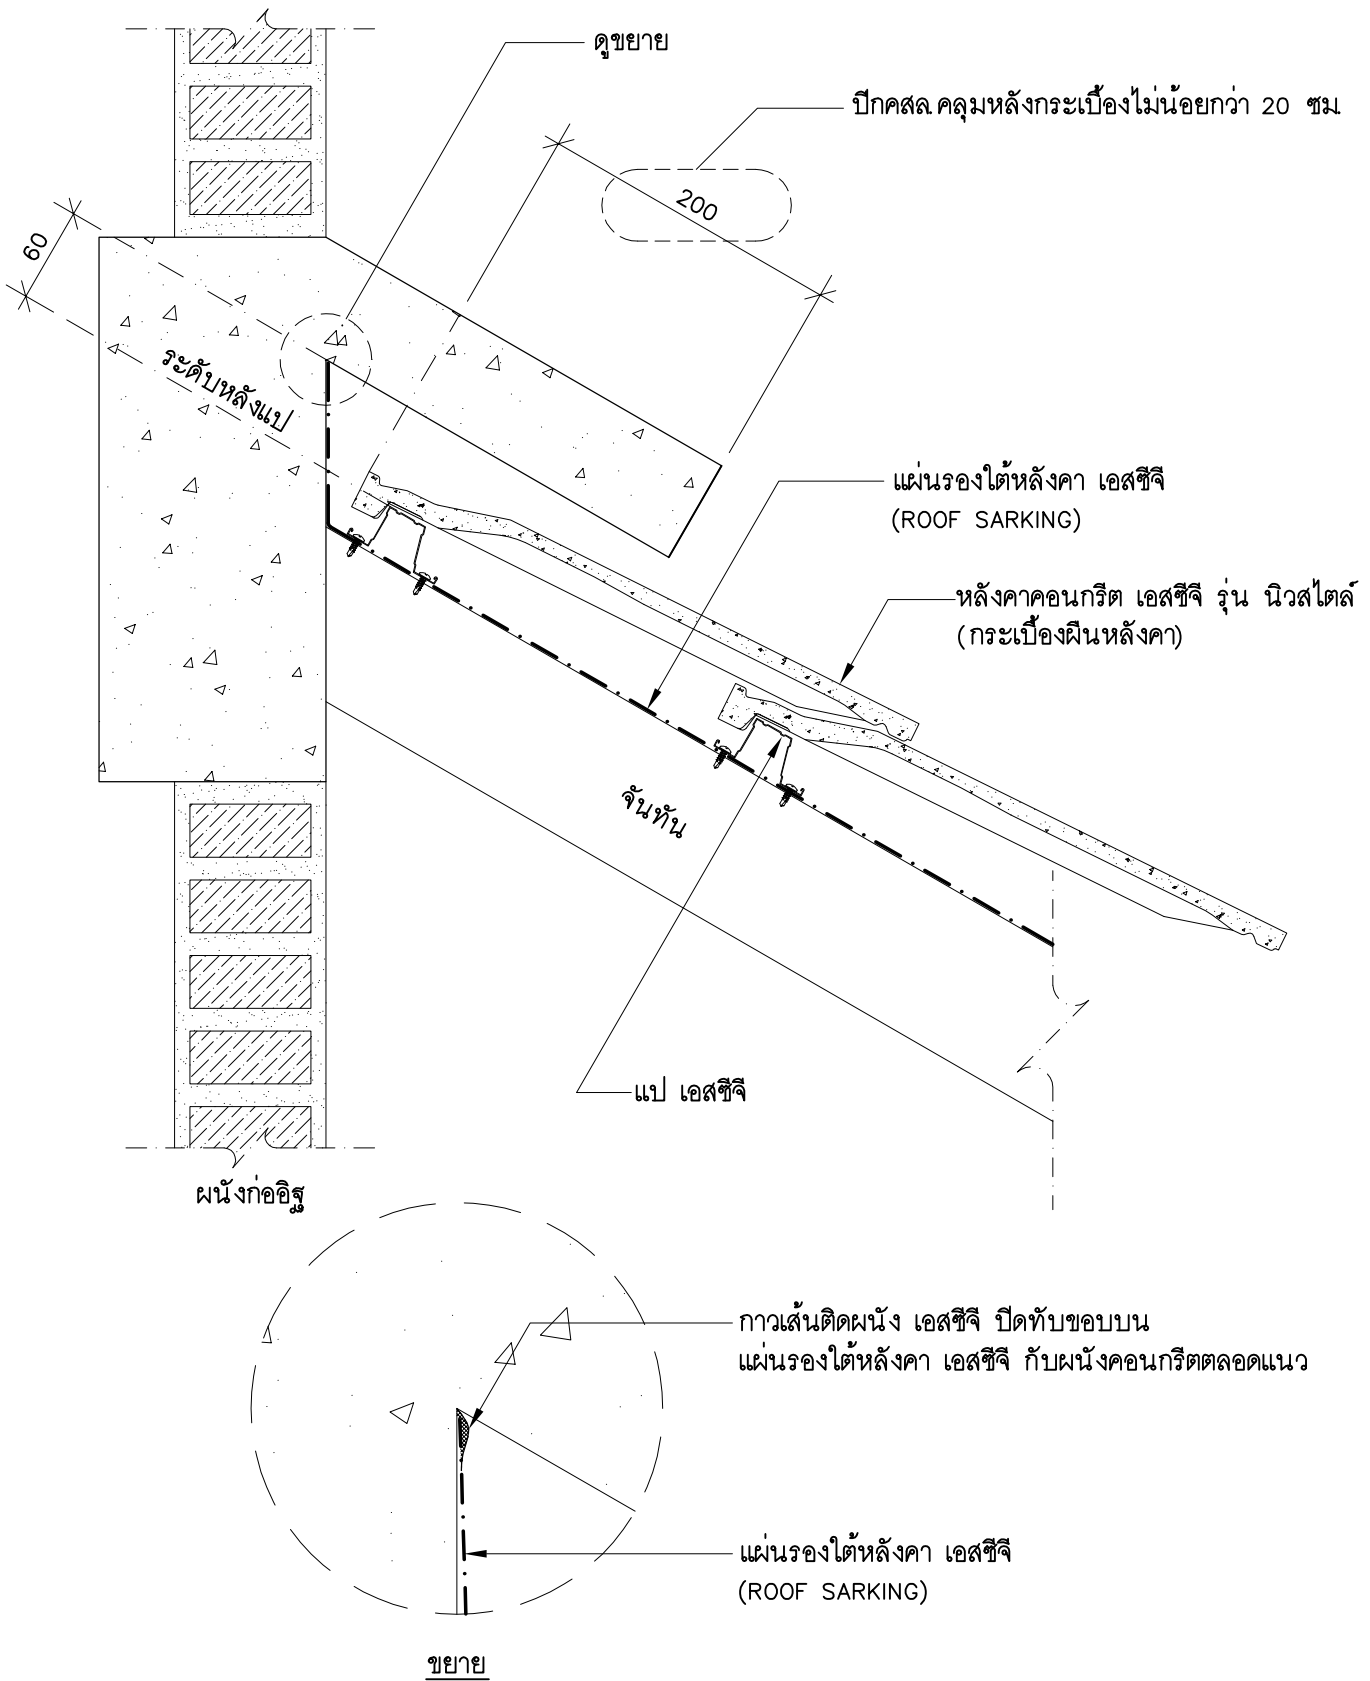 ดูขยาย
ปีกคสล.คลุมหลังกระเบื้องไม่น้อยกว่า 20 ซม.
200
60
ระดับหลังแป
แผ่นรองใต้หลังคา เอสซีจี
(ROOF SARKING)
หลังคาคอนกรีต เอสซีจี รุ่น นิวสไตล์
(กระเบื้องผืนหลังคา)
จันทัน
แป เอสซีจี
ผนังก่ออิฐ
กาวเส้นติดผนัง เอสซีจี ปิดทับขอบบน
แผ่นรองใต้หลังคา เอสซีจี กับผนังคอนกรีตตลอดแนว
แผ่นรองใต้หลังคา เอสซีจี
(ROOF SARKING)
ขยาย